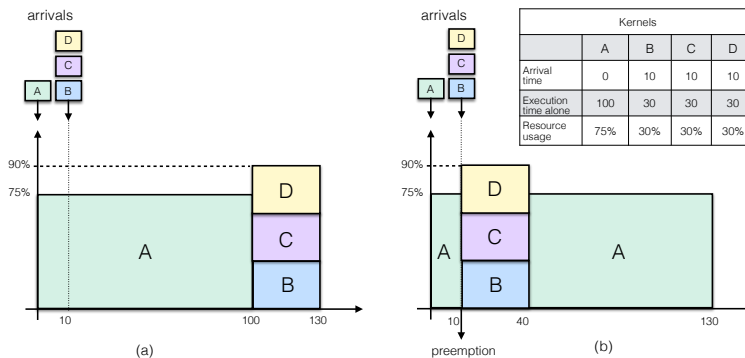 arrivals
D
C
A
B
90%
75%
A
D
C
B
10
100
130
(a)
arrivals
D
C
A
B
90%
75%
A
D
C
B
A
10
40
130
preemption
(b)
Kernels
A B C D
Arrival time 0 10 10 10
Execution time alone 100 30 30 30
Resource usage 75% 30% 30% 30%